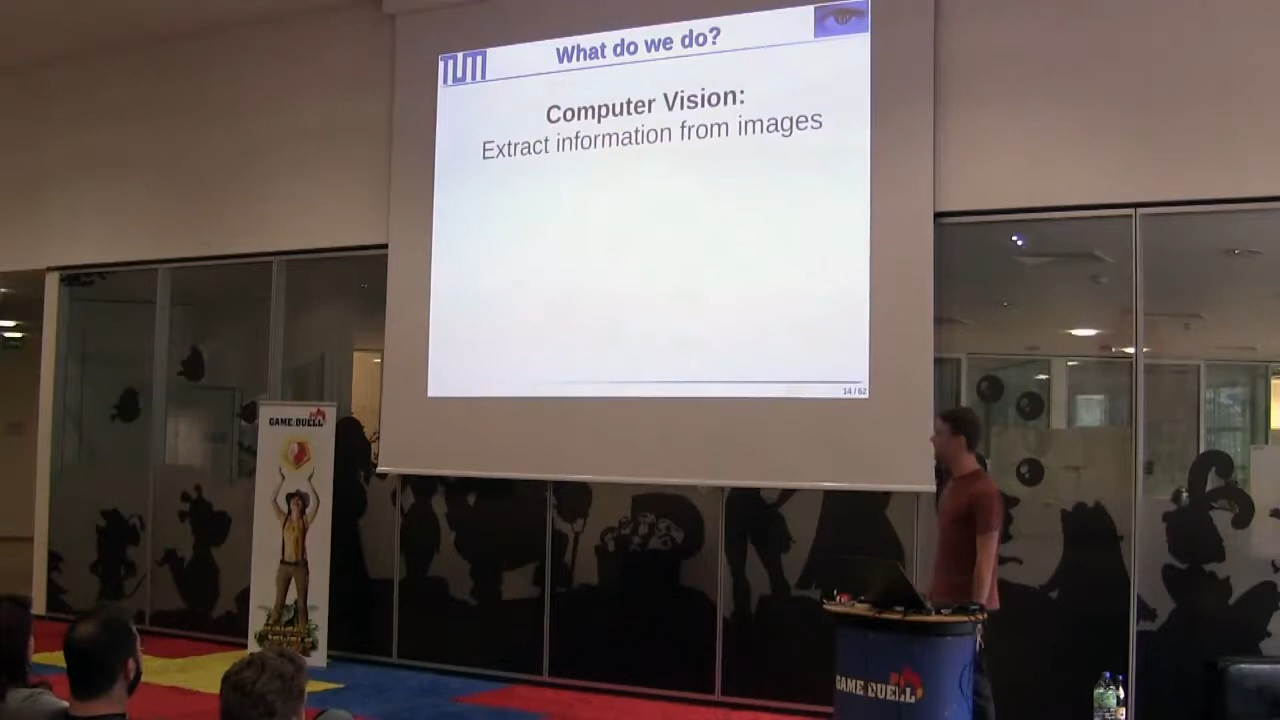 TUM
What do we do?
Computer Vision:
Extract information from images
14 / 62
GAME DUELL
GAME DUELL